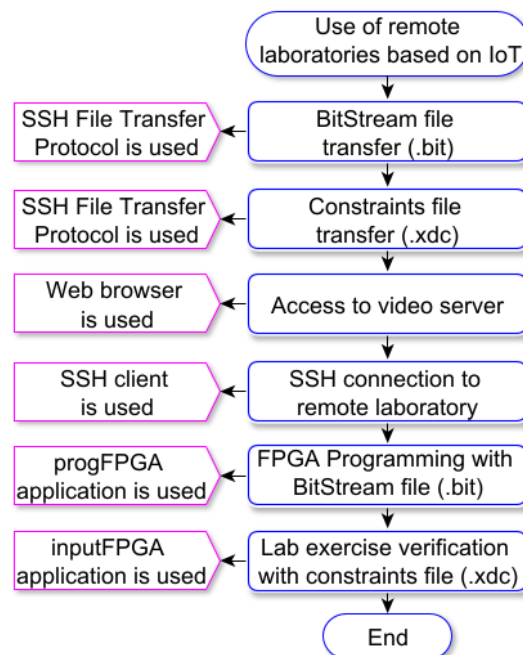 Use of remote
laboratories based on IoT
SSH File Transfer
Protocol is used
BitStream file
transfer (.bit)
SSH File Transfer
Protocol is used
Constraints file
transfer (.xdc)
Web browser
is used
Access to video server
SSH client
is used
SSH connection to
remote laboratory
progFPGA
application is used
FPGA Programming with
BitStream file (.bit)
inputFPGA
application is used
Lab exercise verification
with constraints file (.xdc)
End